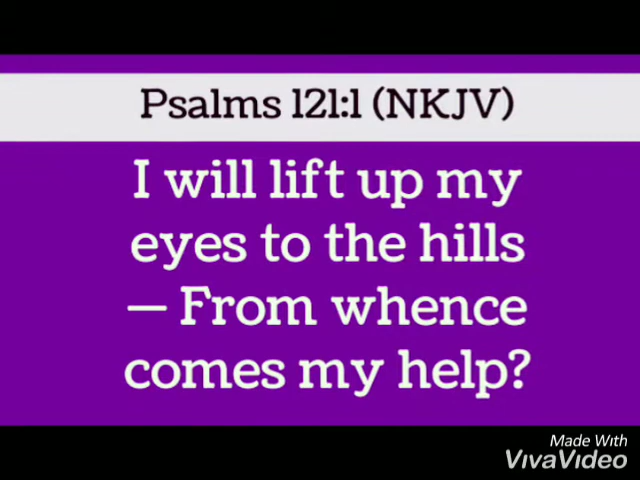 Psalms 121:1 (NKJV)
I will lift up my
eyes to the hills
— From whence
comes my help?
Made With
VivaVideo